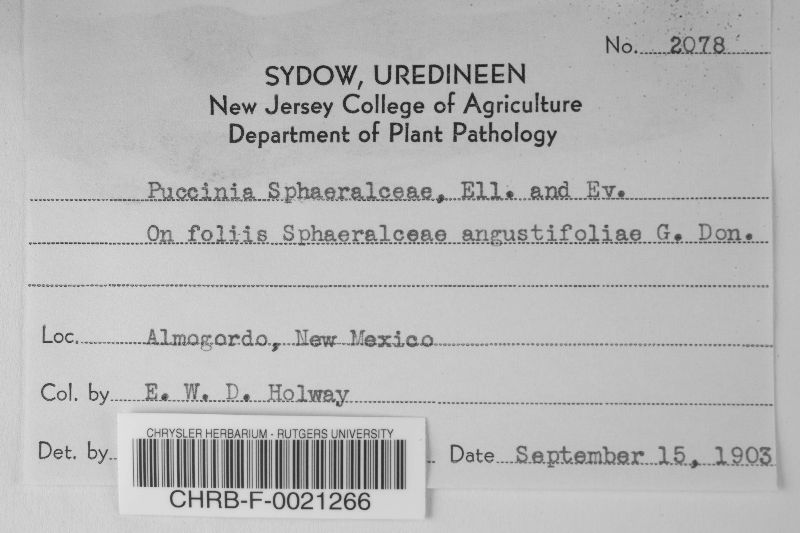 No. 2078
SYDOW, UREDINEEN
New Jersey College of Agriculture
Department of Plant Pathology
Puccinia Sphaeralceae, Ell. and Ev.
On foliis Sphaeralceae angustifoliae G. Don.
Loc. Almogordo, New Mexico
Col. by E. W. D. Holway
Det. by Date September 15, 1903
CHRYSLER HERBARIUM - RUTGERS UNIVERSITY
CHRB-F-0021266